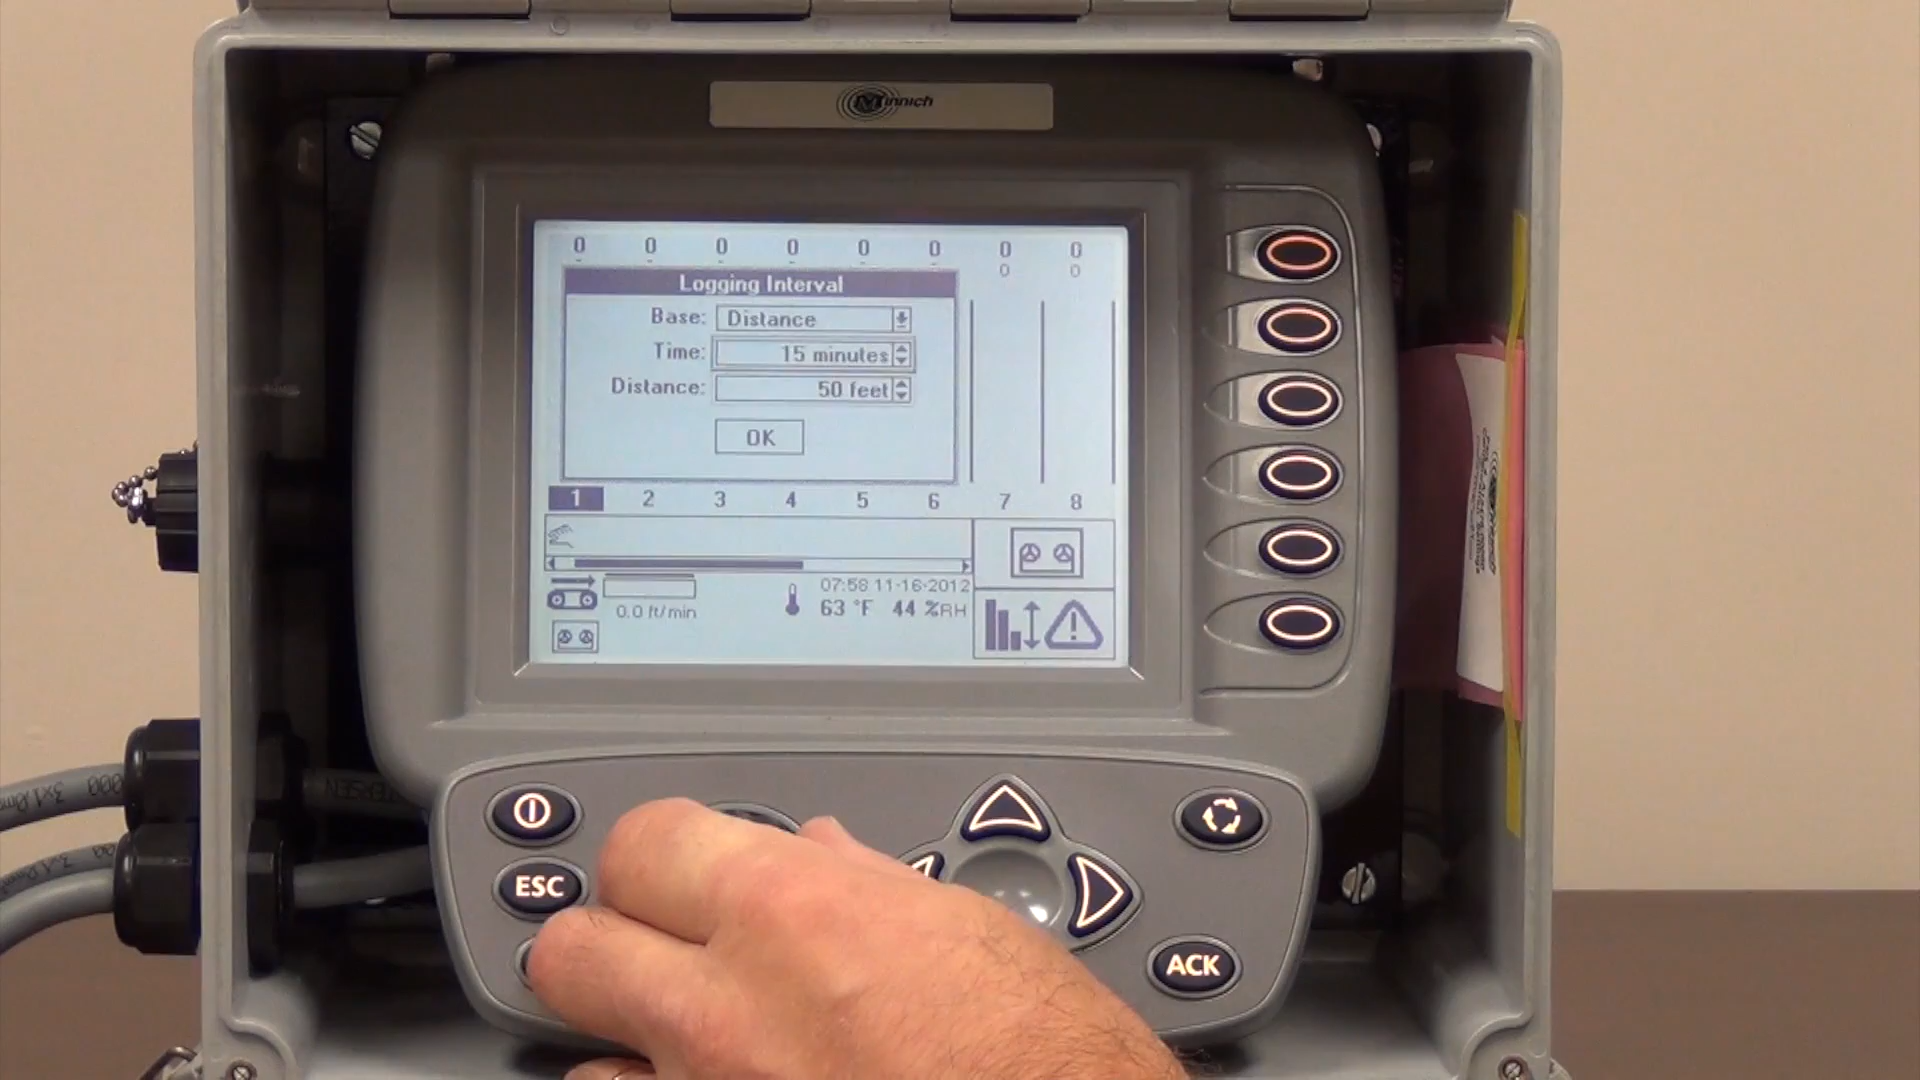 Minnich
0 0 0 0 0 0 0 0
0 0
Logging Interval
Base: Distance
Time: 15 minutes
Distance: 50 feet
OK
1 2 3 4 5 6 7 8
07:58 11-16-2012
0.0 ft/min 63 °F 44 %RH
ESC
ACK